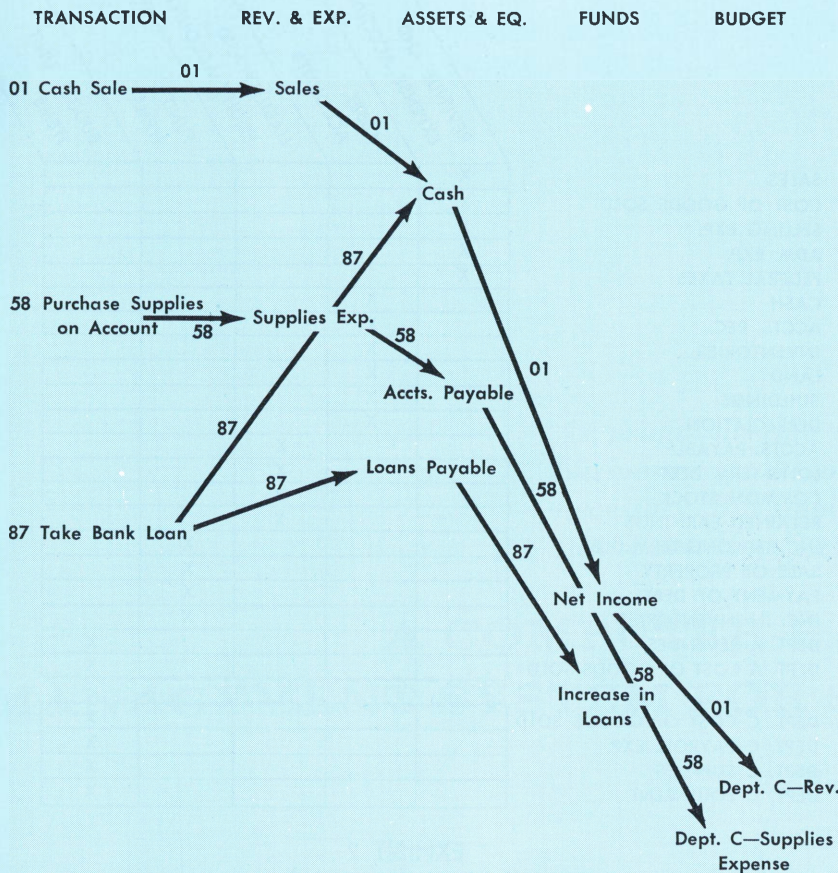 TRANSACTION REV. & EXP. ASSETS & EQ. FUNDS BUDGET
01 Cash Sale 01 Sales
01
Cash
87
58 Purchase Supplies
on Account 58 Supplies Exp. 58
01
Accts. Payable
87
87 Loans Payable
58
87 Take Bank Loan
87
Net Income
58
Increase in
Loans
01
58
Dept. C—Rev.
Dept. C—Supplies
Expense